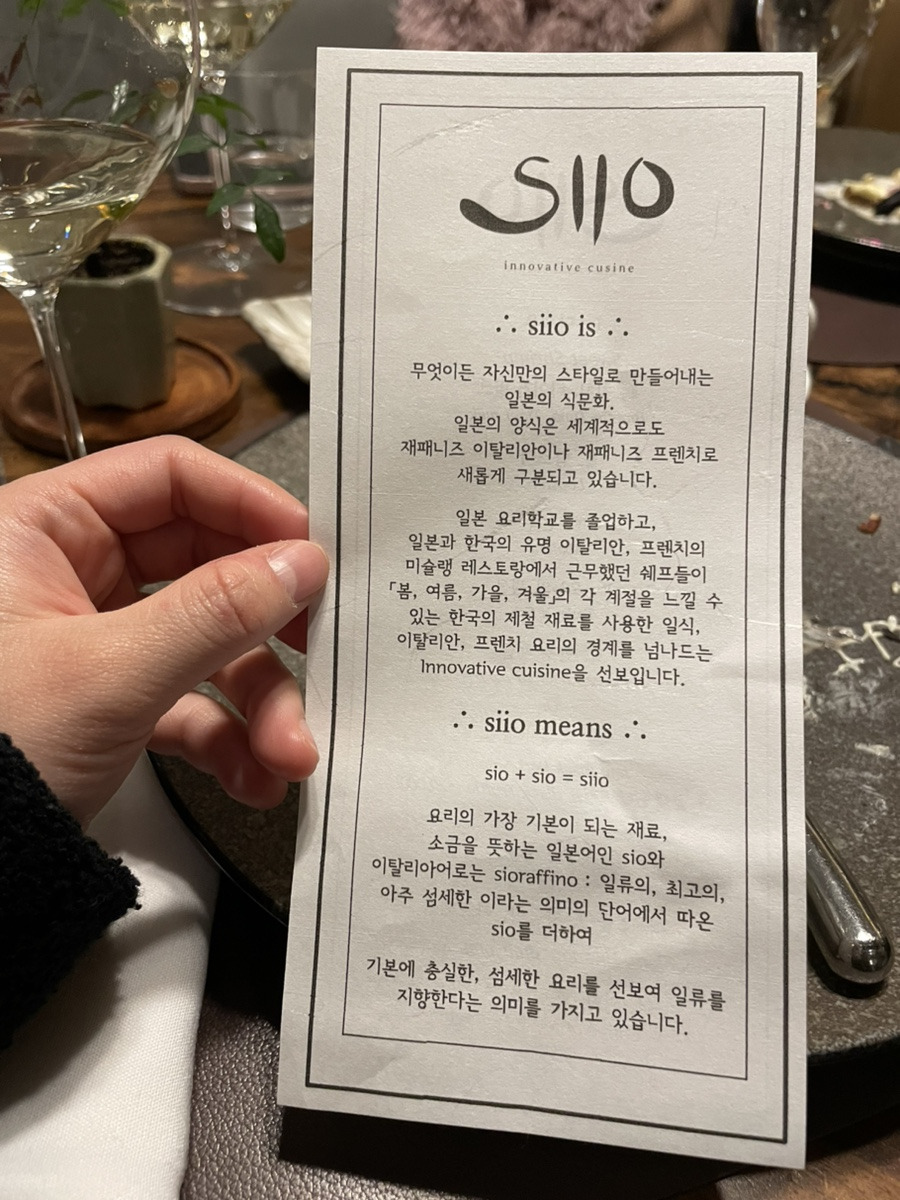 siio
innovative cusine
∴ siio is ∴
무엇이든 자신만의 스타일로 만들어내는
일본의 식문화.
일본의 양식은 세계적으로도
재패니즈 이탈리안이나 재패니즈 프렌치로
새롭게 구분되고 있습니다.
일본 요리학교를 졸업하고,
일본과 한국의 유명 이탈리안, 프렌치의
미슐랭 레스토랑에서 근무했던 쉐프들이
「봄, 여름, 가을, 겨울」의 각 계절을 느낄 수
있는 한국의 제철 재료를 사용한 일식,
이탈리안, 프렌치 요리의 경계를 넘나드는
Innovative cuisine을 선보입니다.
∴ siio means ∴
sio + sio = siio
요리의 가장 기본이 되는 재료,
소금을 뜻하는 일본어인 sio와
이탈리아어로는 sioraffino : 일류의, 최고의,
아주 섬세한 이라는 의미의 단어에서 따온
sio를 더하여
기본에 충실한, 섬세한 요리를 선보여 일류를
지향한다는 의미를 가지고 있습니다.